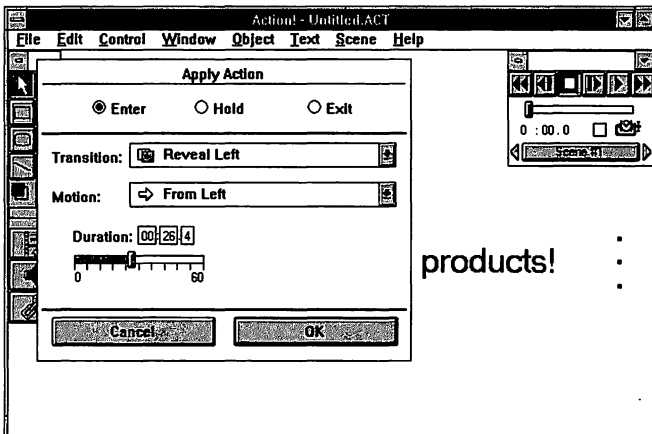 Action! - Untitled.ACT
File Edit Control Window Object Text Scene Help
Apply Action
Enter Hold Exit
Transition: Reveal Left
Motion: From Left
Duration: 00:26.4
0 60
Cancel OK
0 :00.0
Scene #1
products!